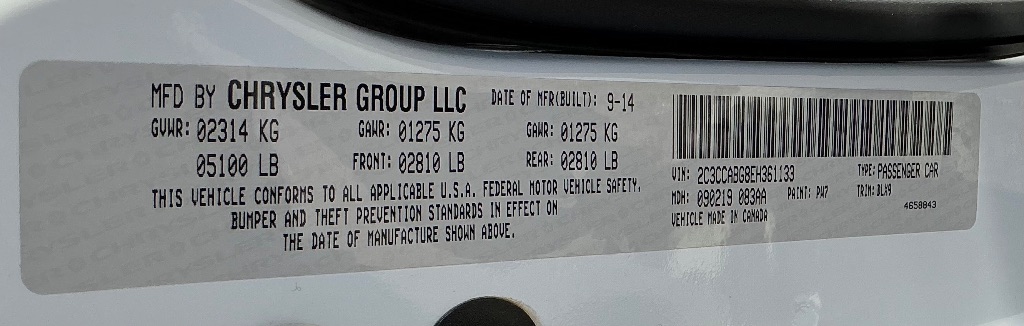 MFD BY CHRYSLER GROUP LLC DATE OF MFR(BUILT): 9-14
GVWR: 02314 KG GAWR: 01275 KG GAWR: 01275 KG
05100 LB FRONT: 02810 LB REAR: 02810 LB
THIS VEHICLE CONFORMS TO ALL APPLICABLE U.S.A. FEDERAL MOTOR VEHICLE SAFETY,
BUMPER AND THEFT PREVENTION STANDARDS IN EFFECT ON
THE DATE OF MANUFACTURE SHOWN ABOVE.
VIN: 2C3CCABG8EH361133 TYPE: PASSENGER CAR
MDH: 090219 083AA PAINT: PW7 TRIM: DLX9
VEHICLE MADE IN CANADA 4658843